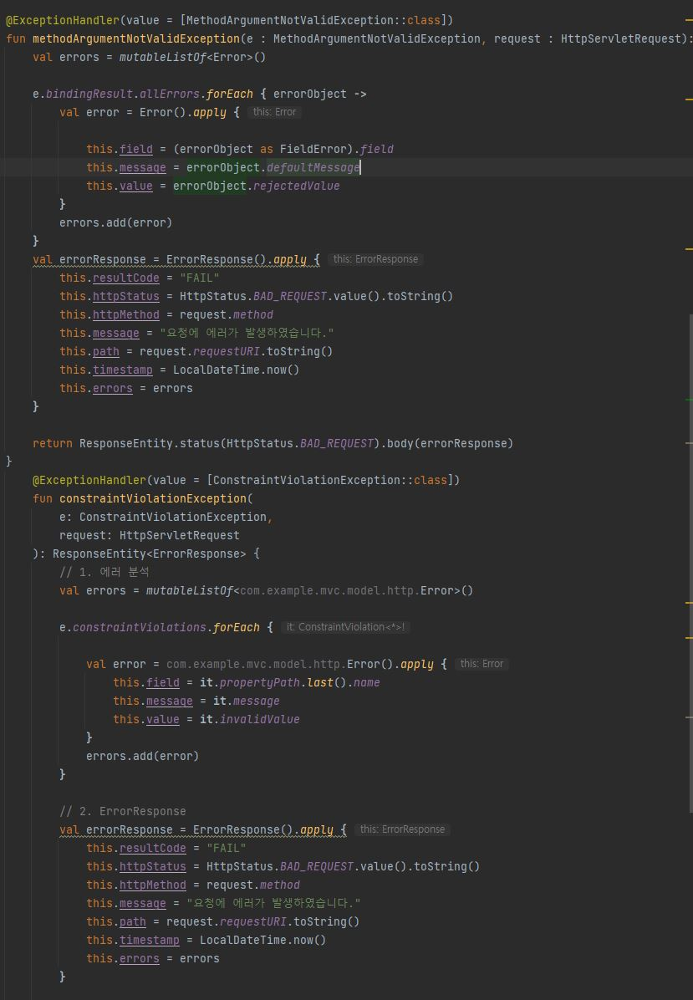 @ExceptionHandler(value = [MethodArgumentNotValidException::class])
fun methodArgumentNotValidException(e : MethodArgumentNotValidException, request : HttpServletRequest):
val errors = mutableListOf<Error>()
e.bindingResult.allErrors.forEach { errorObject ->
val error = Error().apply { this: Error
this.field = (errorObject as FieldError).field
this.message = errorObject.defaultMessage
this.value = errorObject.rejectedValue
}
errors.add(error)
}
val errorResponse = ErrorResponse().apply { this: ErrorResponse
this.resultCode = "FAIL"
this.httpStatus = HttpStatus.BAD_REQUEST.value().toString()
this.httpMethod = request.method
this.message = "요청에 에러가 발생하였습니다."
this.path = request.requestURI.toString()
this.timestamp = LocalDateTime.now()
this.errors = errors
}
return ResponseEntity.status(HttpStatus.BAD_REQUEST).body(errorResponse)
}
@ExceptionHandler(value = [ConstraintViolationException::class])
fun constraintViolationException(
e: ConstraintViolationException,
request: HttpServletRequest
): ResponseEntity<ErrorResponse> {
// 1. 에러 분석
val errors = mutableListOf<com.example.mvc.model.http.Error>()
e.constraintViolations.forEach { it: ConstraintViolation<*>!
val error = com.example.mvc.model.http.Error().apply { this: Error
this.field = it.propertyPath.last().name
this.message = it.message
this.value = it.invalidValue
}
errors.add(error)
}
// 2. ErrorResponse
val errorResponse = ErrorResponse().apply { this: ErrorResponse
this.resultCode = "FAIL"
this.httpStatus = HttpStatus.BAD_REQUEST.value().toString()
this.httpMethod = request.method
this.message = "요청에 에러가 발생하였습니다."
this.path = request.requestURI.toString()
this.timestamp = LocalDateTime.now()
this.errors = errors
}